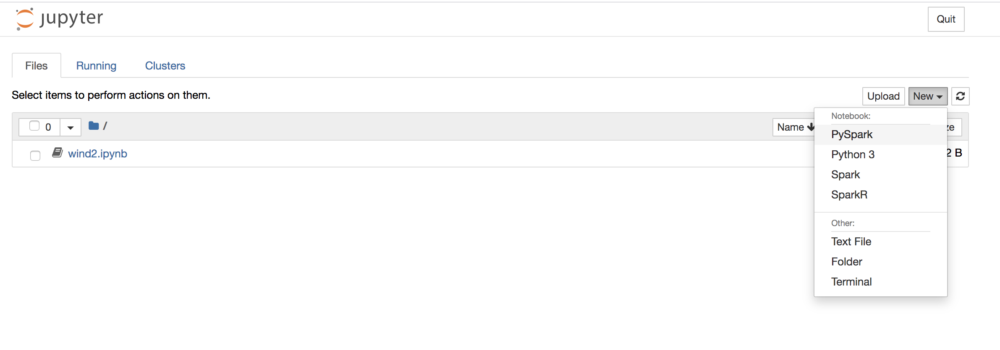 jupyter
Quit
Files Running Clusters
Select items to perform actions on them.
Upload New
0 /
Name
wind2.ipynb
2 B
Notebook:
PySpark
Python 3
Spark
SparkR
Other:
Text File
Folder
Terminal